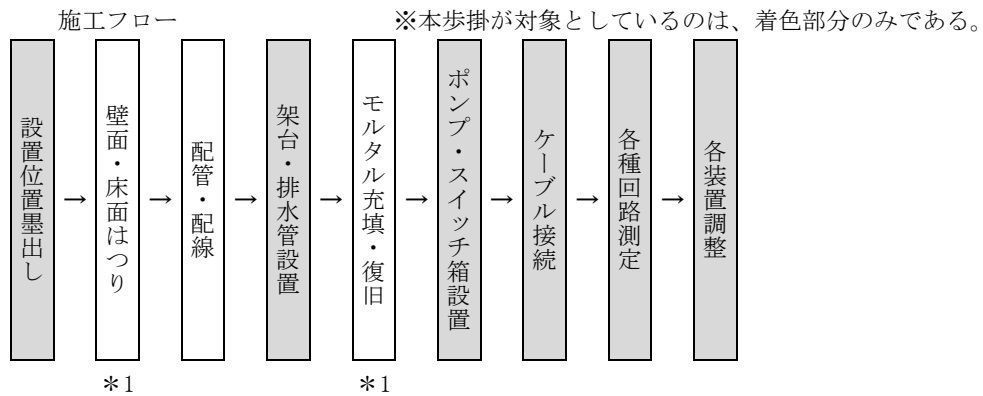 施工フロー
※本歩掛が対象としているのは、着色部分のみである。
設置位置墨出し
→
壁面・床面はつり
→
配管・配線
→
架台・排水管設置
→
モルタル充填・復旧
→
ポンプ・スイッチ箱設置
→
ケーブル接続
→
各種回路測定
→
各装置調整
＊1
＊1